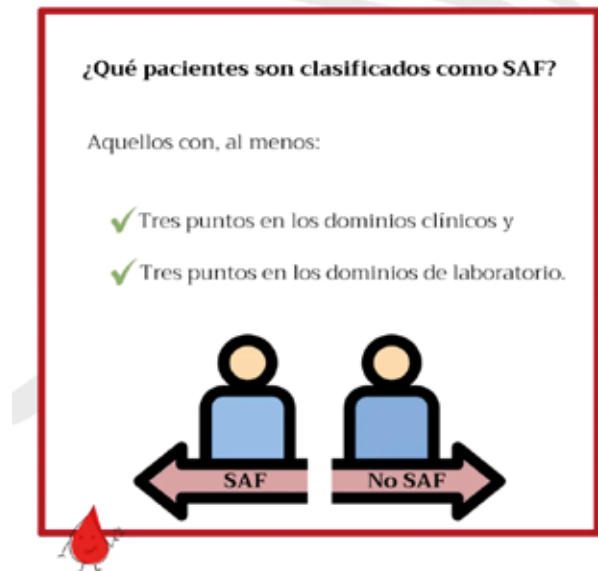 ¿Qué pacientes son clasificados como SAF?
Aquellos con, al menos:
Tres puntos en los dominios clínicos y
Tres puntos en los dominios de laboratorio.
SAF
No SAF